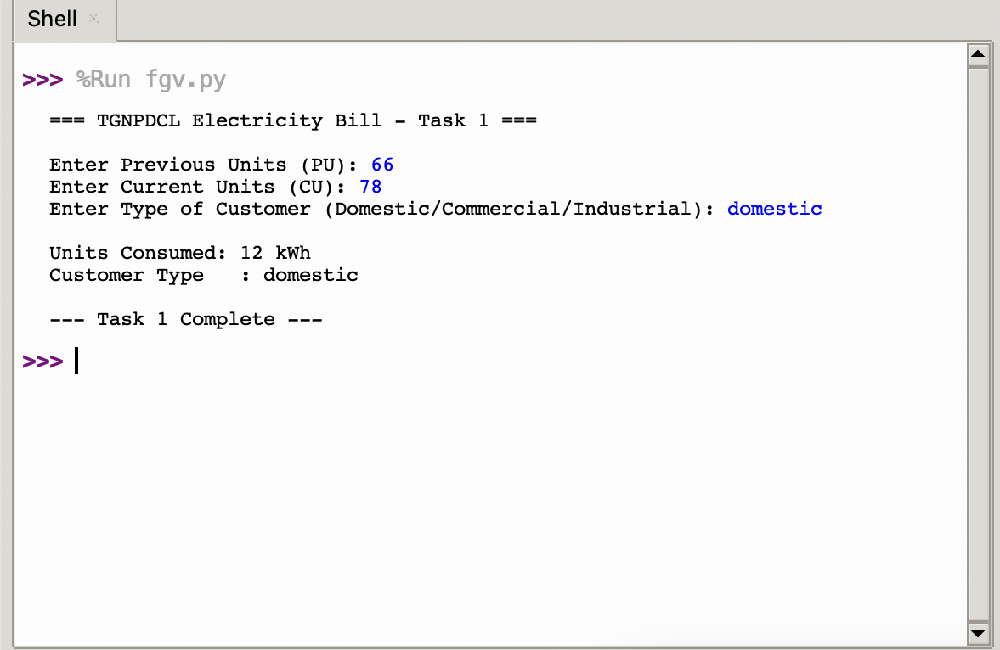 Shell
>>> %Run fgv.py
=== TGNPDCL Electricity Bill - Task 1 ===
Enter Previous Units (PU): 66
Enter Current Units (CU): 78
Enter Type of Customer (Domestic/Commercial/Industrial): domestic
Units Consumed: 12 kWh
Customer Type   : domestic
--- Task 1 Complete ---
>>>